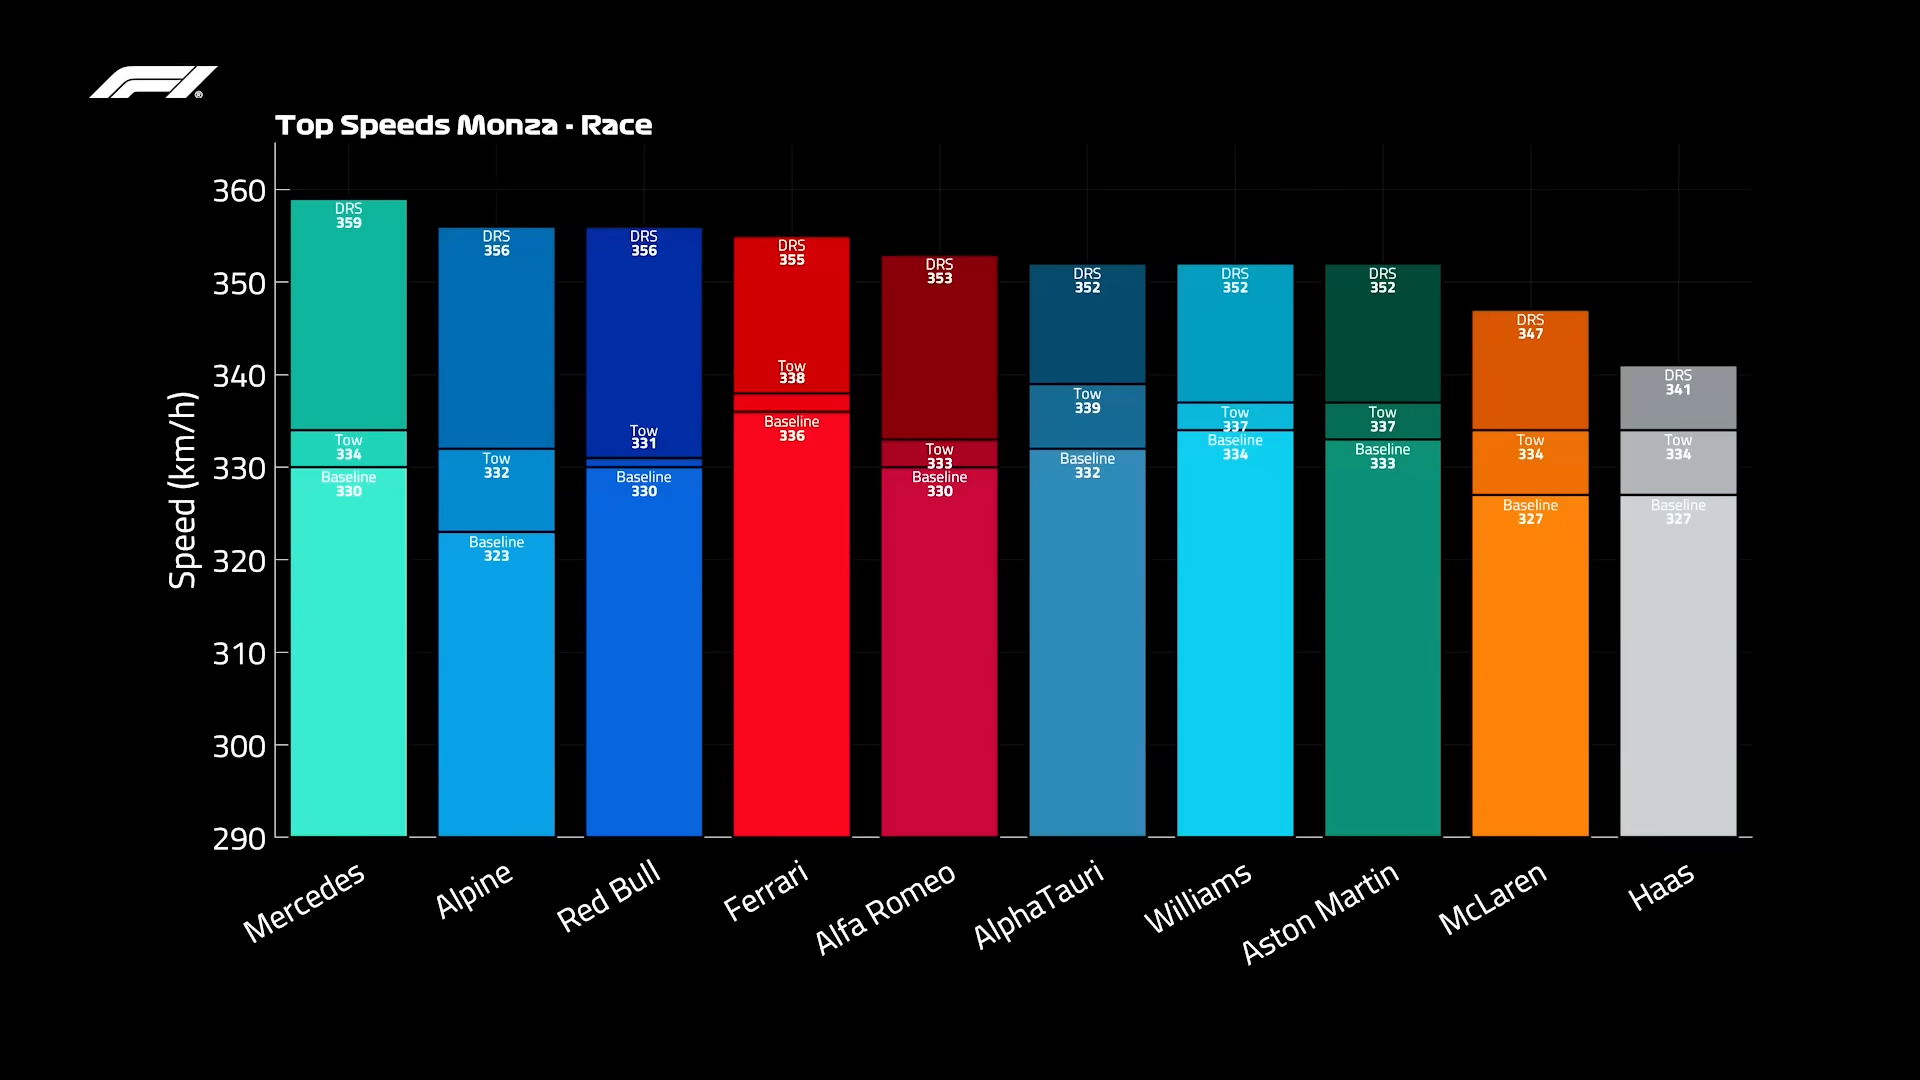 F1®
Top Speeds Monza - Race
Speed (km/h)
360
350
340
330
320
310
300
290
DRS
359
Tow
334
Baseline
330
DRS
356
Tow
332
Baseline
323
DRS
356
Tow
331
Baseline
330
DRS
355
Tow
338
Baseline
336
DRS
353
Tow
333
Baseline
330
DRS
352
Tow
339
Baseline
332
DRS
352
Tow
337
Baseline
334
DRS
352
Tow
337
Baseline
333
DRS
347
Tow
334
Baseline
327
DRS
341
Tow
334
Baseline
327
Mercedes
Alpine
Red Bull
Ferrari
Alfa Romeo
AlphaTauri
Williams
Aston Martin
McLaren
Haas